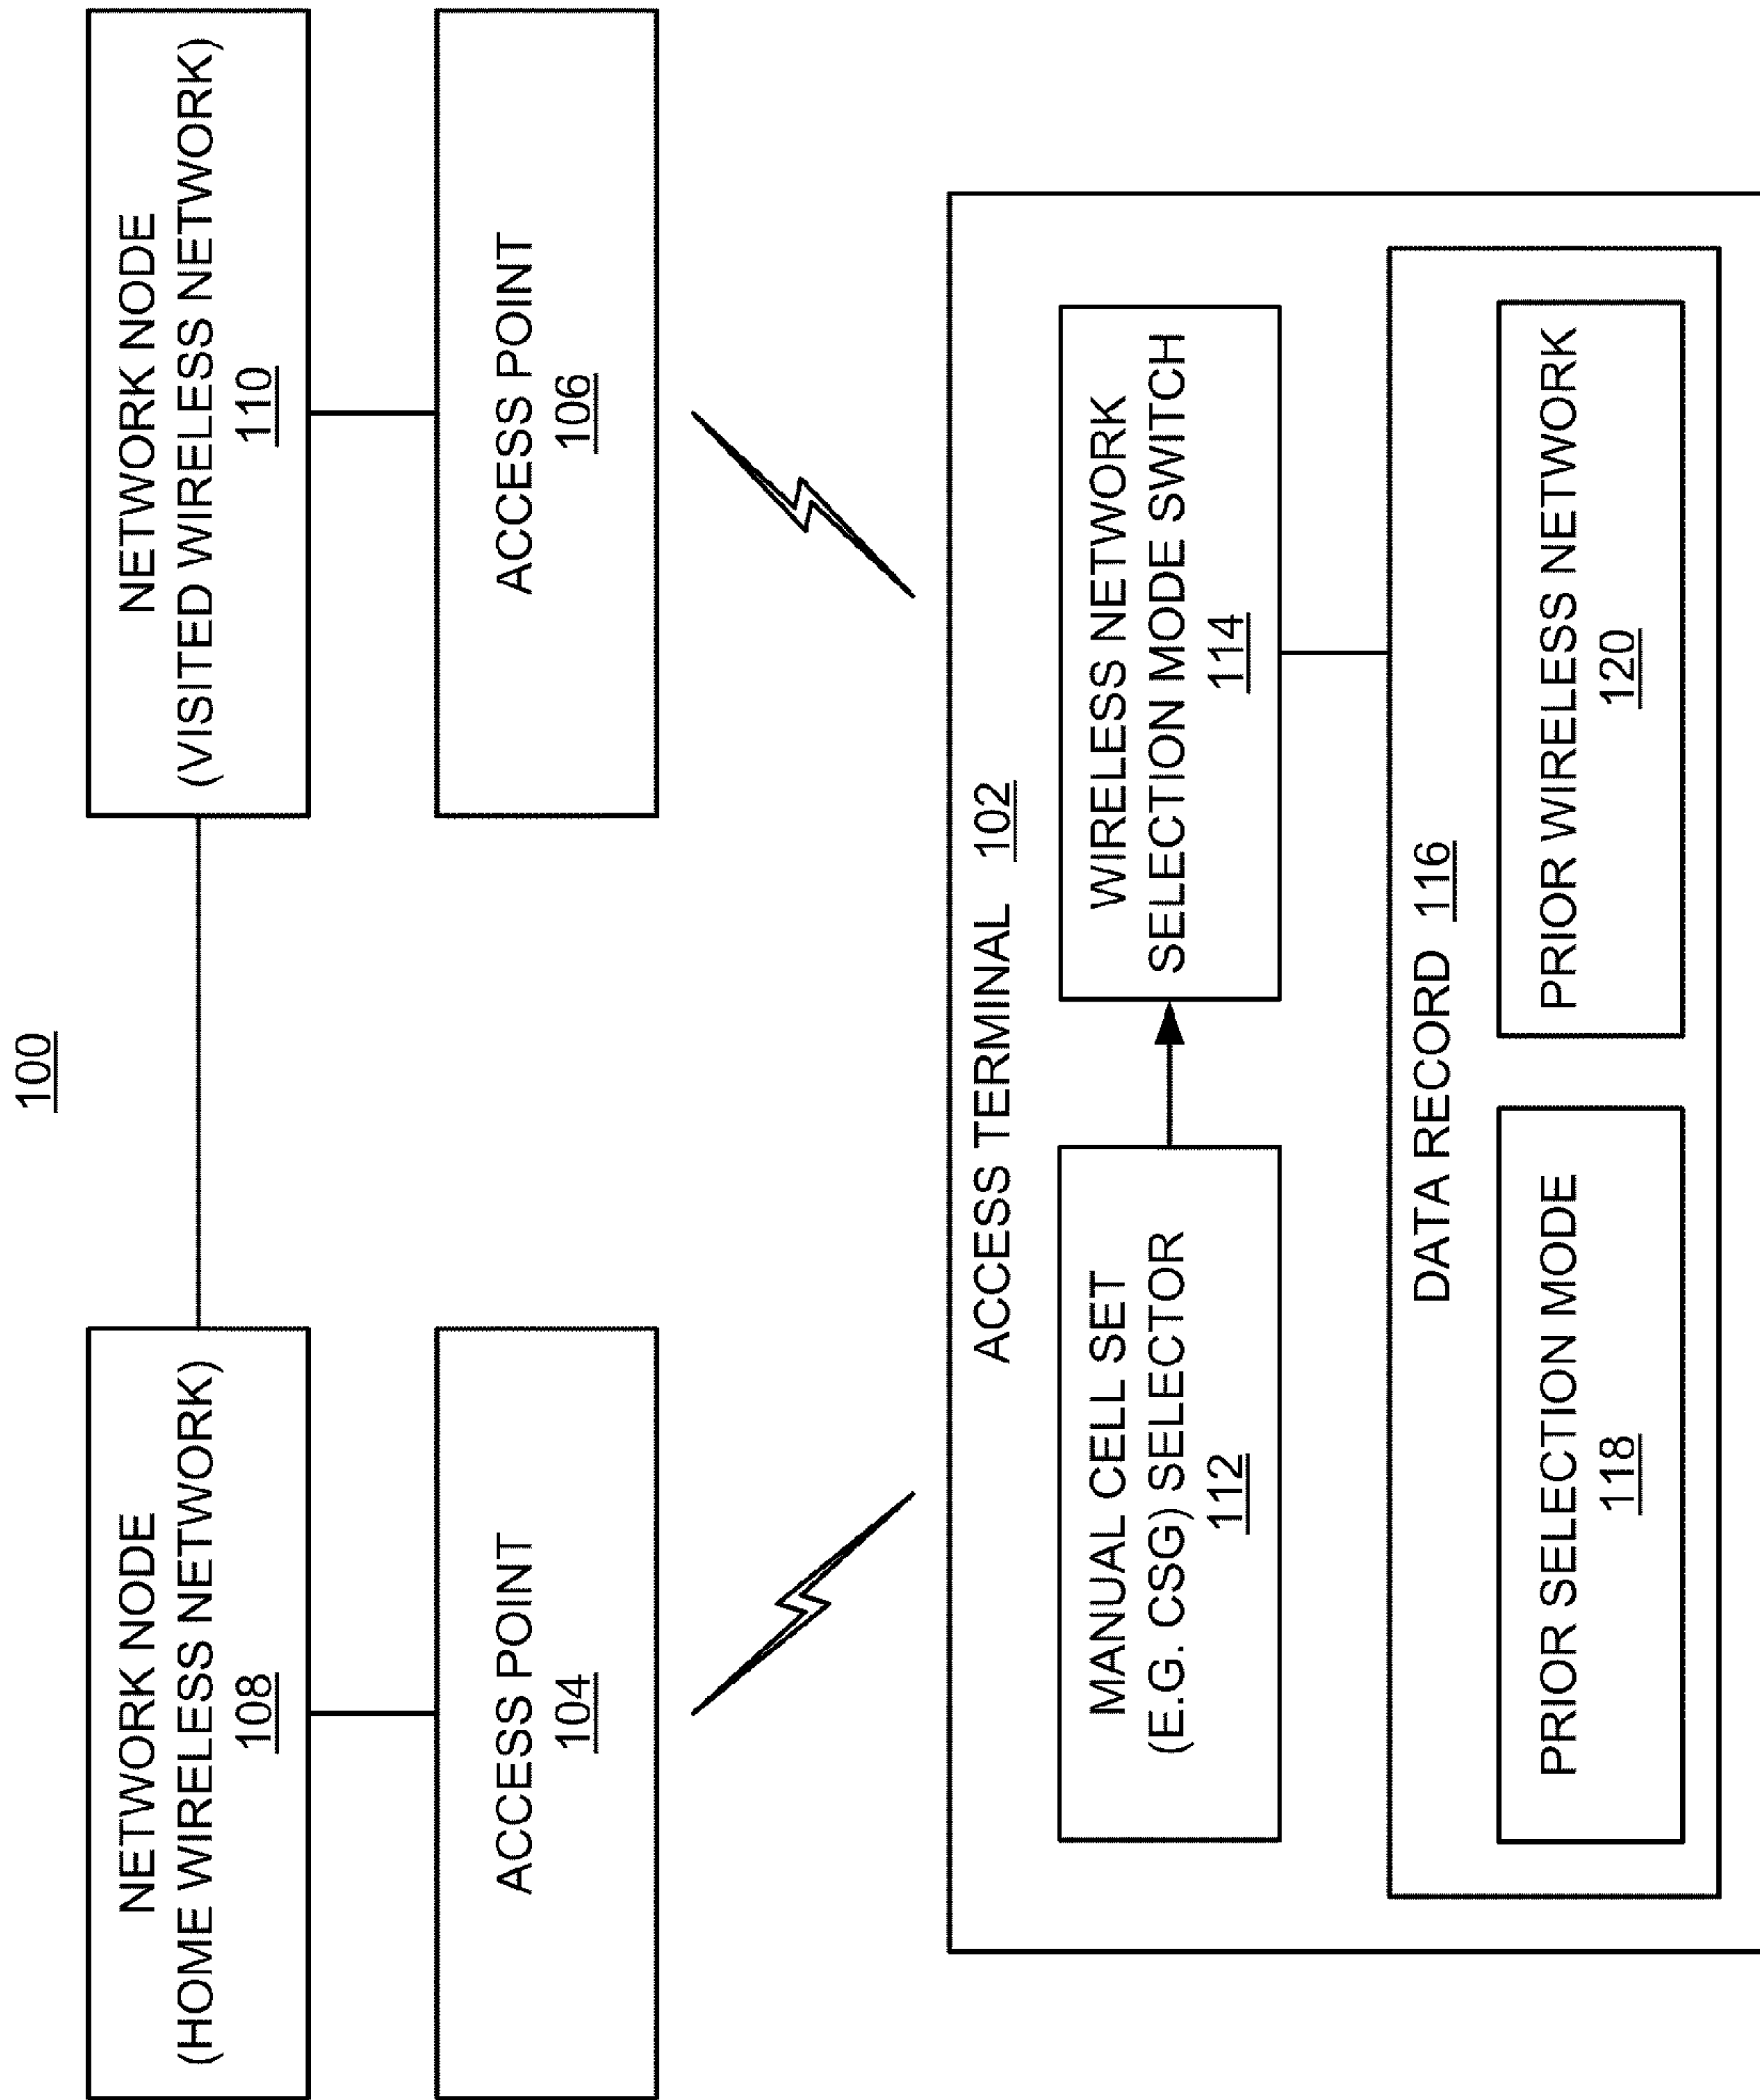 100
NETWORK NODE
(HOME WIRELESS NETWORK)
108
NETWORK NODE
(VISITED WIRELESS NETWORK)
110
ACCESS POINT
104
ACCESS POINT
106
ACCESS TERMINAL 102
MANUAL CELL SET
(E.G. CSG) SELECTOR
112
WIRELESS NETWORK
SELECTION MODE SWITCH
114
DATA RECORD 116
PRIOR SELECTION MODE
118
PRIOR WIRELESS NETWORK
120